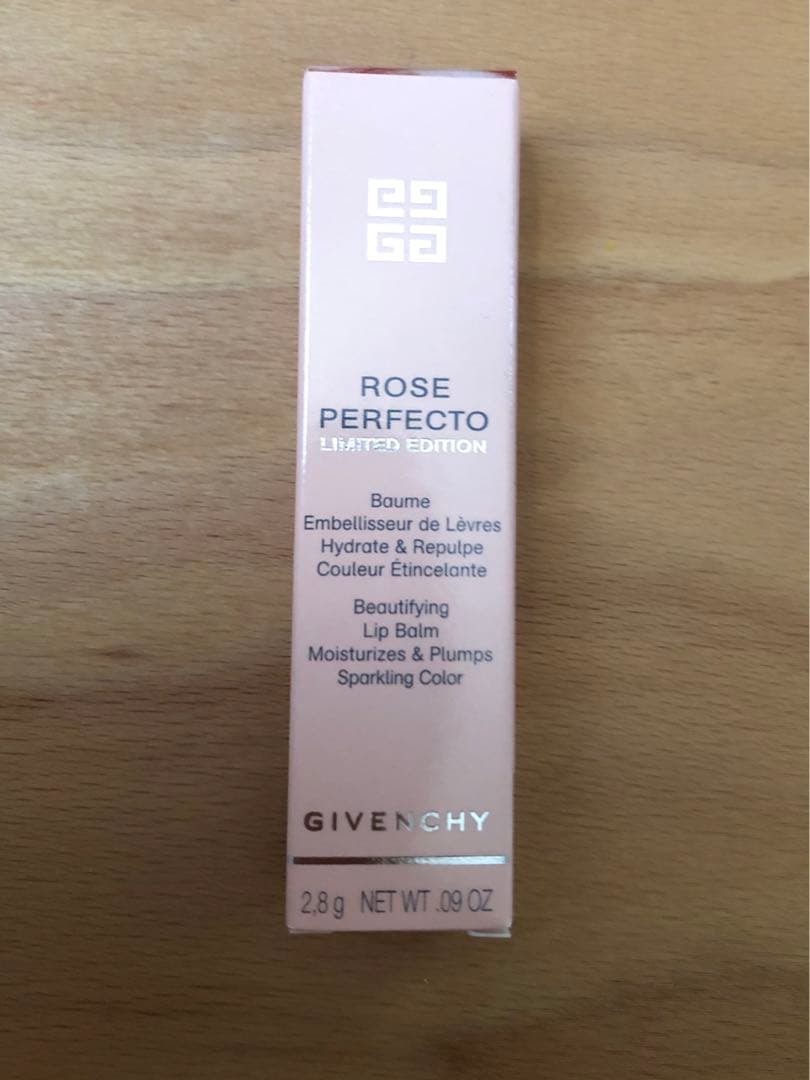 ROSE
PERFECTO
LIMITED EDITION
Baume
Embellisseur de Lèvres
Hydrate & Repulpe
Couleur Étincelante
Beautifying
Lip Balm
Moisturizes & Plumps
Sparkling Color
GIVENCHY
2,8 g NET WT .09 OZ